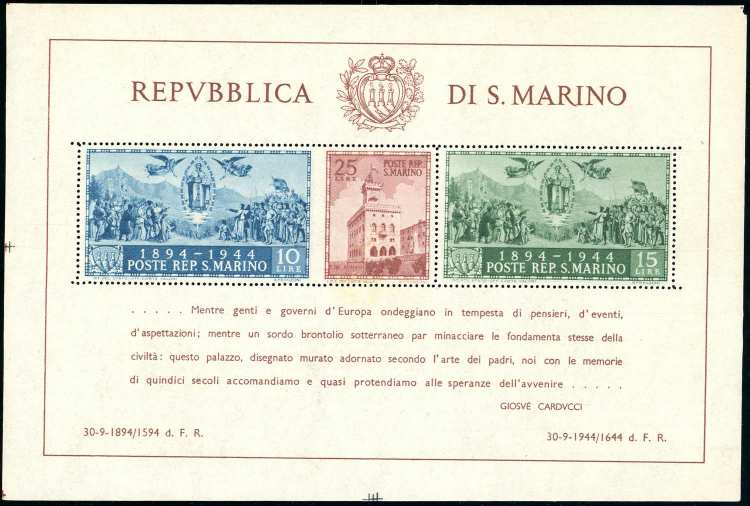 REPVBBLICA DI S. MARINO
1894-1944 10
POSTE REP. S. MARINO LIRE
25 POSTE REP.
LIRE S. MARINO
1894-1944 15
POSTE REP. S. MARINO LIRE
. . . . . Mentre genti e governi d'Europa ondeggiano in tempesta di pensieri, d'eventi,
d'aspettazioni; mentre un sordo brontolio sotterraneo par minacciare le fondamenta stesse della
civiltà: questo palazzo, disegnato murato adornato secondo l'arte dei padri, noi con le memorie
di quindici secoli accomandiamo e quasi protendiamo alle speranze dell'avvenire . . . . .
GIOSVÉ CARDVCCI
30-9-1894/1594 d. F. R.
30-9-1944/1644 d. F. R.